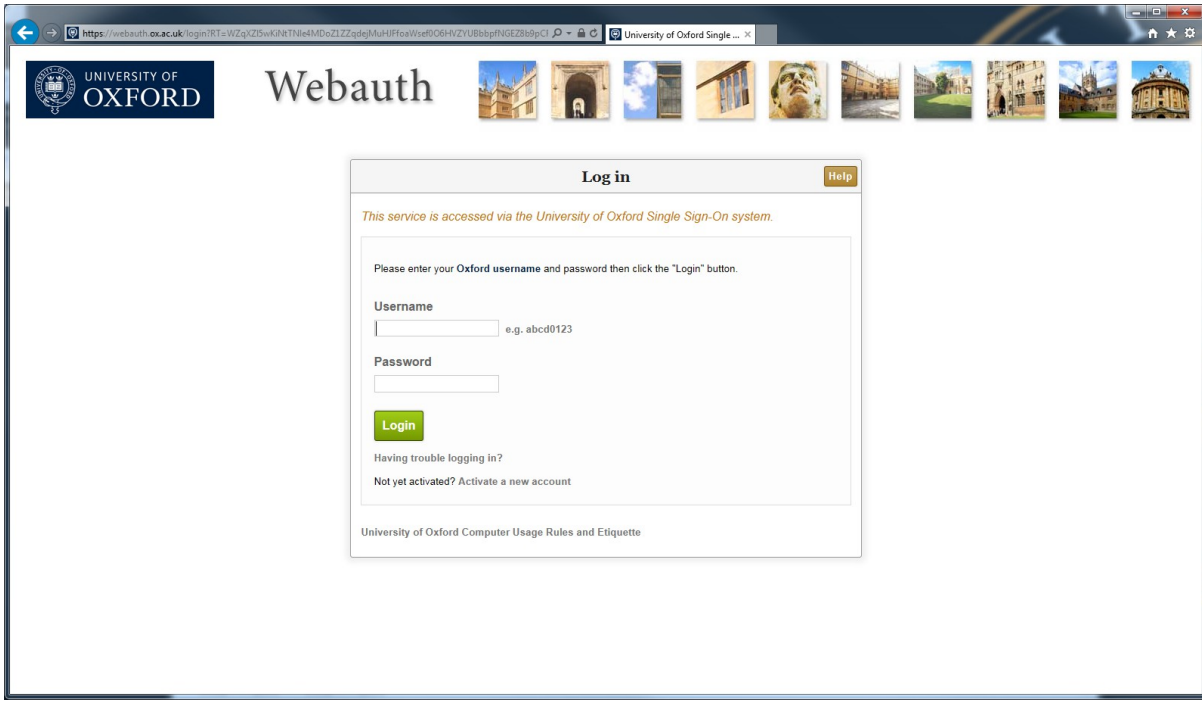 https://webauth.ox.ac.uk/login?RT=
University of Oxford Single ...
UNIVERSITY OF
OXFORD
Webauth
Log in
Help
This service is accessed via the University of Oxford Single Sign-On system.
Please enter your Oxford username and password then click the "Login" button.
Username
e.g. abcd0123
Password
Login
Having trouble logging in?
Not yet activated? Activate a new account
University of Oxford Computer Usage Rules and Etiquette